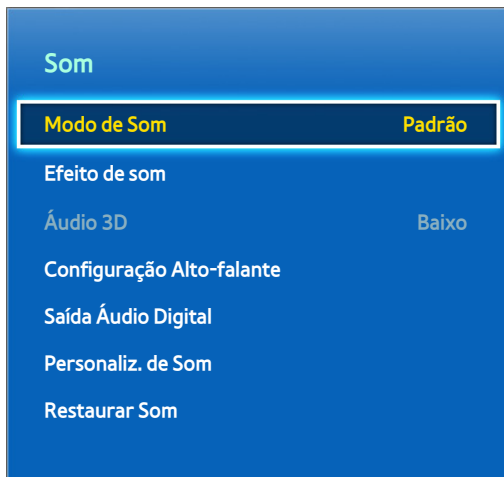 Som
Modo de Som Padrão
Efeito de som
Áudio 3D Baixo
Configuração Alto-falante
Saída Áudio Digital
Personaliz. de Som
Restaurar Som